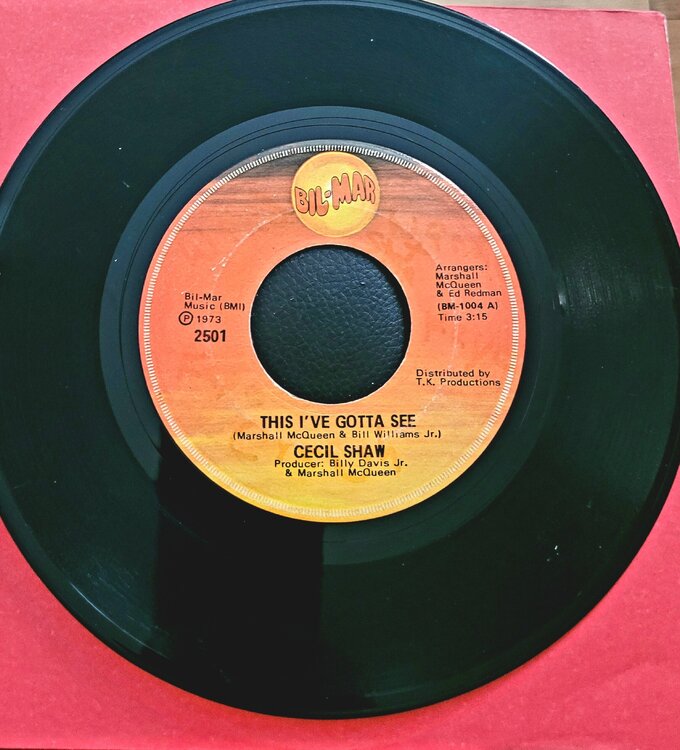 BIL-MAR
Arrangers:
Marshall
McQueen
& Ed Redman
(BM-1004 A)
Time 3:15
Bil-Mar
Music (BMI)
Ⓟ 1973
2501
Distributed by
T.K. Productions
THIS I'VE GOTTA SEE
(Marshall McQueen & Bill Williams Jr.)
CECIL SHAW
Producer: Billy Davis Jr.
& Marshall McQueen